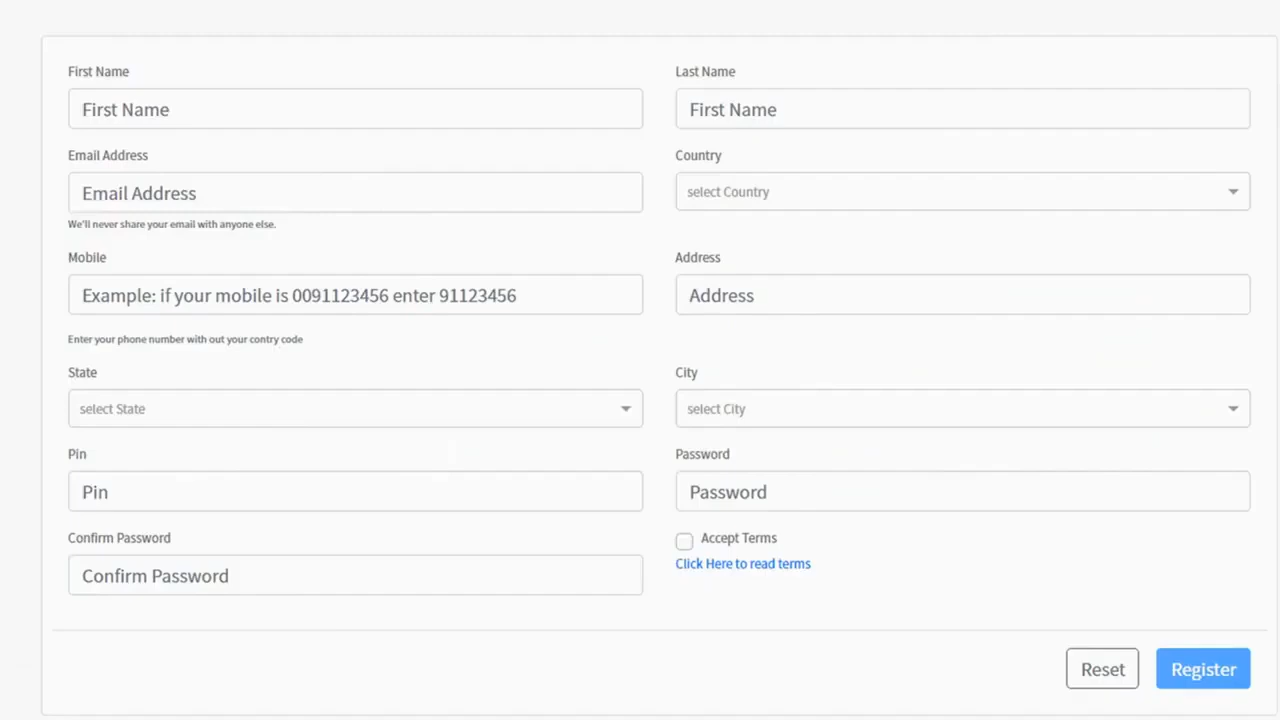 First Name
Last Name
First Name
First Name
Email Address
Country
Email Address
select Country
We'll never share your email with anyone else.
Mobile
Address
Example: if your mobile is 0091123456 enter 91123456
Address
Enter your phone number with out your contry code
State
City
select State
select City
Pin
Password
Pin
Password
Confirm Password
Accept Terms
Click Here to read terms
Confirm Password
Reset
Register